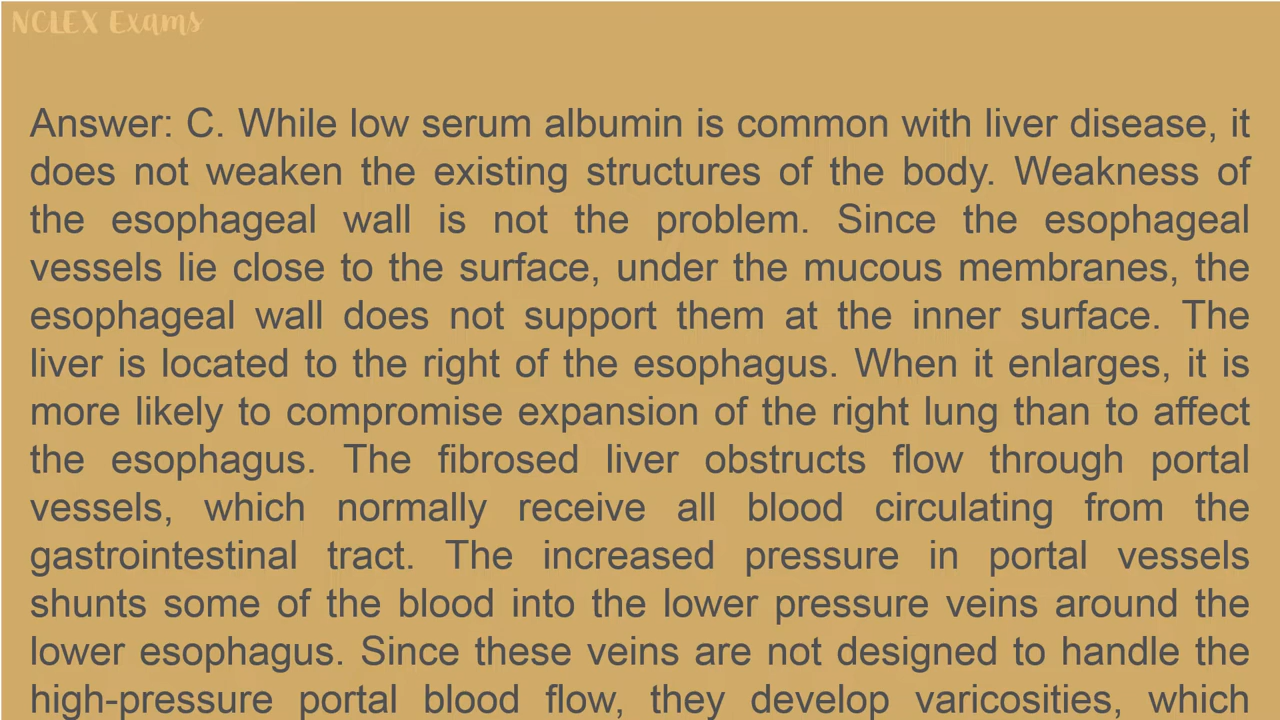 NCLEX Exams
Answer: C. While low serum albumin is common with liver disease, it
does not weaken the existing structures of the body. Weakness of
the esophageal wall is not the problem. Since the esophageal
vessels lie close to the surface, under the mucous membranes, the
esophageal wall does not support them at the inner surface. The
liver is located to the right of the esophagus. When it enlarges, it is
more likely to compromise expansion of the right lung than to affect
the esophagus. The fibrosed liver obstructs flow through portal
vessels, which normally receive all blood circulating from the
gastrointestinal tract. The increased pressure in portal vessels
shunts some of the blood into the lower pressure veins around the
lower esophagus. Since these veins are not designed to handle the
high-pressure portal blood flow, they develop varicosities, which